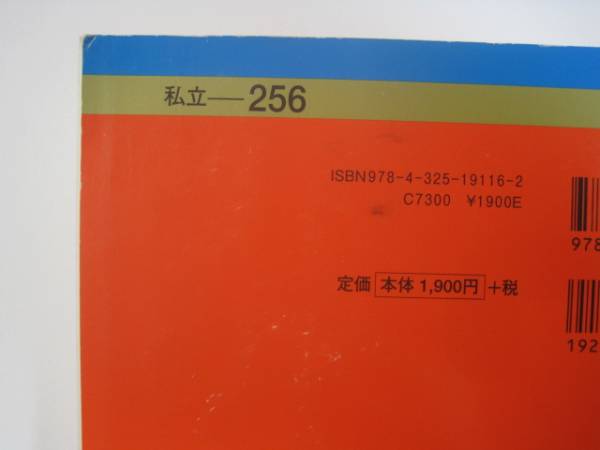 私立—256
ISBN978-4-325-19116-2
C7300 ¥1900E
978
定価 本体 1,900円 +税
192